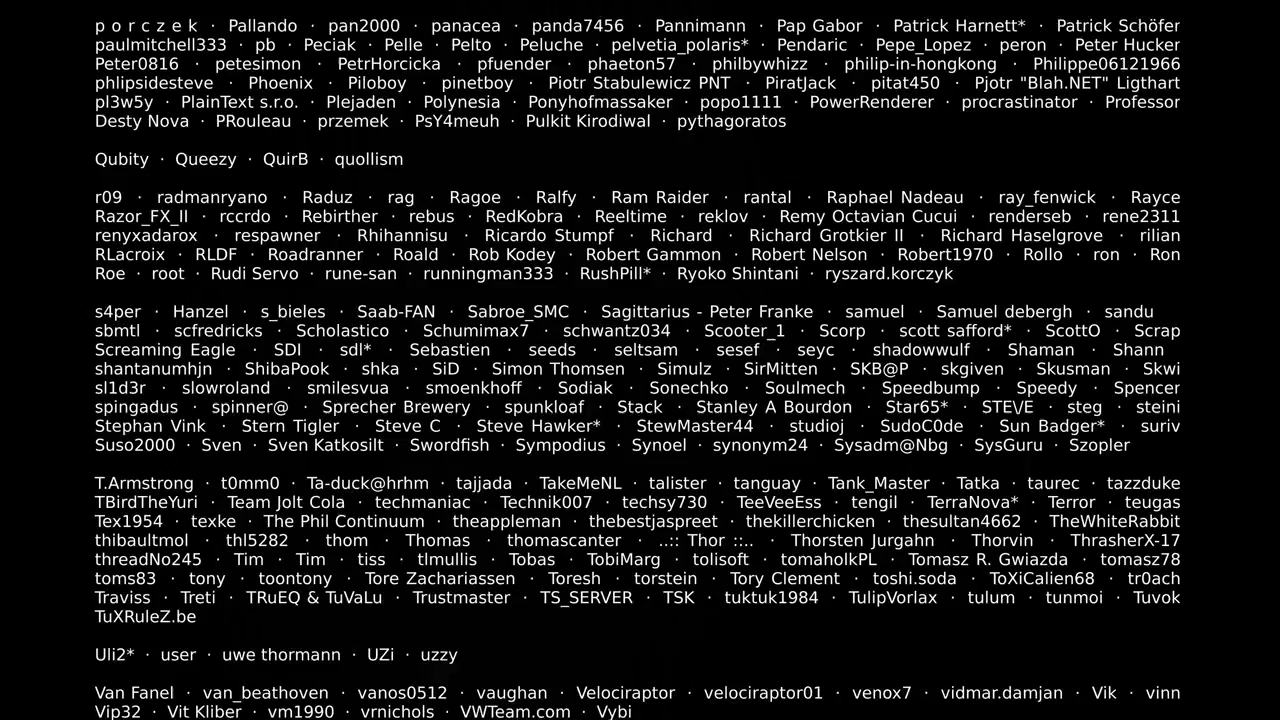 p o r c z e k · Pallando · pan2000 · panacea · panda7456 · Pannimann · Pap Gabor · Patrick Harnett* · Patrick Schöfer
paulmitchell333 · pb · Peciak · Pelle · Pelto · Peluche · pelvetia_polaris* · Pendaric · Pepe_Lopez · peron · Peter Hucker
Peter0816 · petesimon · PetrHorcicka · pfuender · phaeton57 · philbywhizz · philip-in-hongkong · Philippe06121966
phlipsidesteve · Phoenix · Piloboy · pinetboy · Piotr Stabulewicz PNT · PiratJack · pitat450 · Pjotr "Blah.NET" Ligthart
pl3w5y · PlainText s.r.o. · Plejaden · Polynesia · Ponyhofmassaker · popo1111 · PowerRenderer · procrastinator · Professor
Desty Nova · PRouleau · przemek · PsY4meuh · Pulkit Kirodiwal · pythagoratos
Qubity · Queezy · QuirB · quollism
r09 · radmanryano · Raduz · rag · Ragoe · Ralfy · Ram Raider · rantal · Raphael Nadeau · ray_fenwick · Rayce
Razor_FX_II · rccrdo · Rebirther · rebus · RedKobra · Reeltime · reklov · Remy Octavian Cucui · renderseb · rene2311
renyxadarox · respawner · Rhihannisu · Ricardo Stumpf · Richard · Richard Grotkier II · Richard Haselgrove · rilian
RLacroix · RLDF · Roadranner · Roald · Rob Kodey · Robert Gammon · Robert Nelson · Robert1970 · Rollo · ron · Ron
Roe · root · Rudi Servo · rune-san · runningman333 · RushPill* · Ryoko Shintani · ryszard.korczyk
s4per · Hanzel · s_bieles · Saab-FAN · Sabroe_SMC · Sagittarius - Peter Franke · samuel · Samuel debergh · sandu
sbmtl · scfredricks · Scholastico · Schumimax7 · schwantz034 · Scooter_1 · Scorp · scott safford* · ScottO · Scrap
Screaming Eagle · SDI · sdl* · Sebastien · seeds · seltsam · sesef · seyc · shadowwulf · Shaman · Shann
shantanumhjn · ShibaPook · shka · SiD · Simon Thomsen · Simulz · SirMitten · SKB@P · skgiven · Skusman · Skwi
sl1d3r · slowroland · smilesvua · smoenkhoff · Sodiak · Sonechko · Soulmech · Speedbump · Speedy · Spencer
spingadus · spinner@ · Sprecher Brewery · spunkloaf · Stack · Stanley A Bourdon · Star65* · STE\/E · steg · steini
Stephan Vink · Stern Tigler · Steve C · Steve Hawker* · StewMaster44 · studioj · SudoC0de · Sun Badger* · suriv
Suso2000 · Sven · Sven Katkosilt · Swordfish · Sympodius · Synoel · synonym24 · Sysadm@Nbg · SysGuru · Szopler
T.Armstrong · t0mm0 · Ta-duck@hrhm · tajjada · TakeMeNL · talister · tanguay · Tank_Master · Tatka · taurec · tazzduke
TBirdTheYuri · Team Jolt Cola · techmaniac · Technik007 · techsy730 · TeeVeeEss · tengil · TerraNova* · Terror · teugas
Tex1954 · texke · The Phil Continuum · theappleman · thebestjaspreet · thekillerchicken · thesultan4662 · TheWhiteRabbit
thibaultmol · thl5282 · thom · Thomas · thomascanter · ..:: Thor ::.. · Thorsten Jurgahn · Thorvin · ThrasherX-17
threadNo245 · Tim · Tim · tiss · tlmullis · Tobas · TobiMarg · tolisoft · tomaholkPL · Tomasz R. Gwiazda · tomasz78
toms83 · tony · toontony · Tore Zachariassen · Toresh · torstein · Tory Clement · toshi.soda · ToXiCalien68 · tr0ach
Traviss · Treti · TRuEQ & TuVaLu · Trustmaster · TS_SERVER · TSK · tuktuk1984 · TulipVorlax · tulum · tunmoi · Tuvok
TuXRuleZ.be
Uli2* · user · uwe thormann · UZi · uzzy
Van Fanel · van_beathoven · vanos0512 · vaughan · Velociraptor · velociraptor01 · venox7 · vidmar.damjan · Vik · vinn
Vip32 · Vit Kliber · vm1990 · vrnichols · VWTeam.com · Vybi